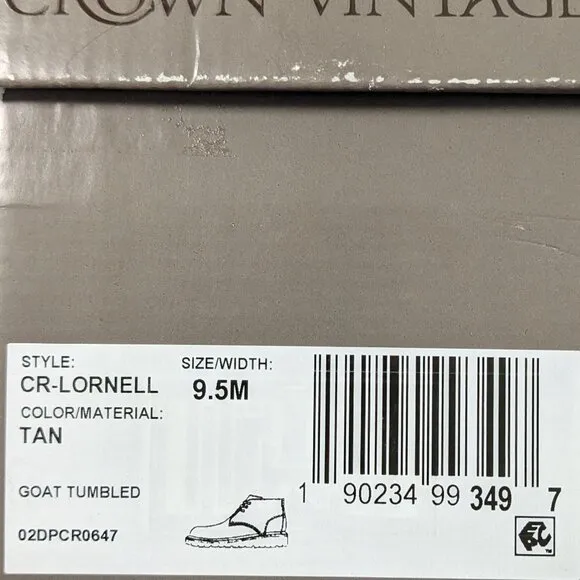 CROWN VINTAGE
STYLE:
CR-LORNELL
SIZE/WIDTH:
9.5M
COLOR/MATERIAL:
TAN
GOAT TUMBLED
02DPCR0647
1 90234 99 349 7